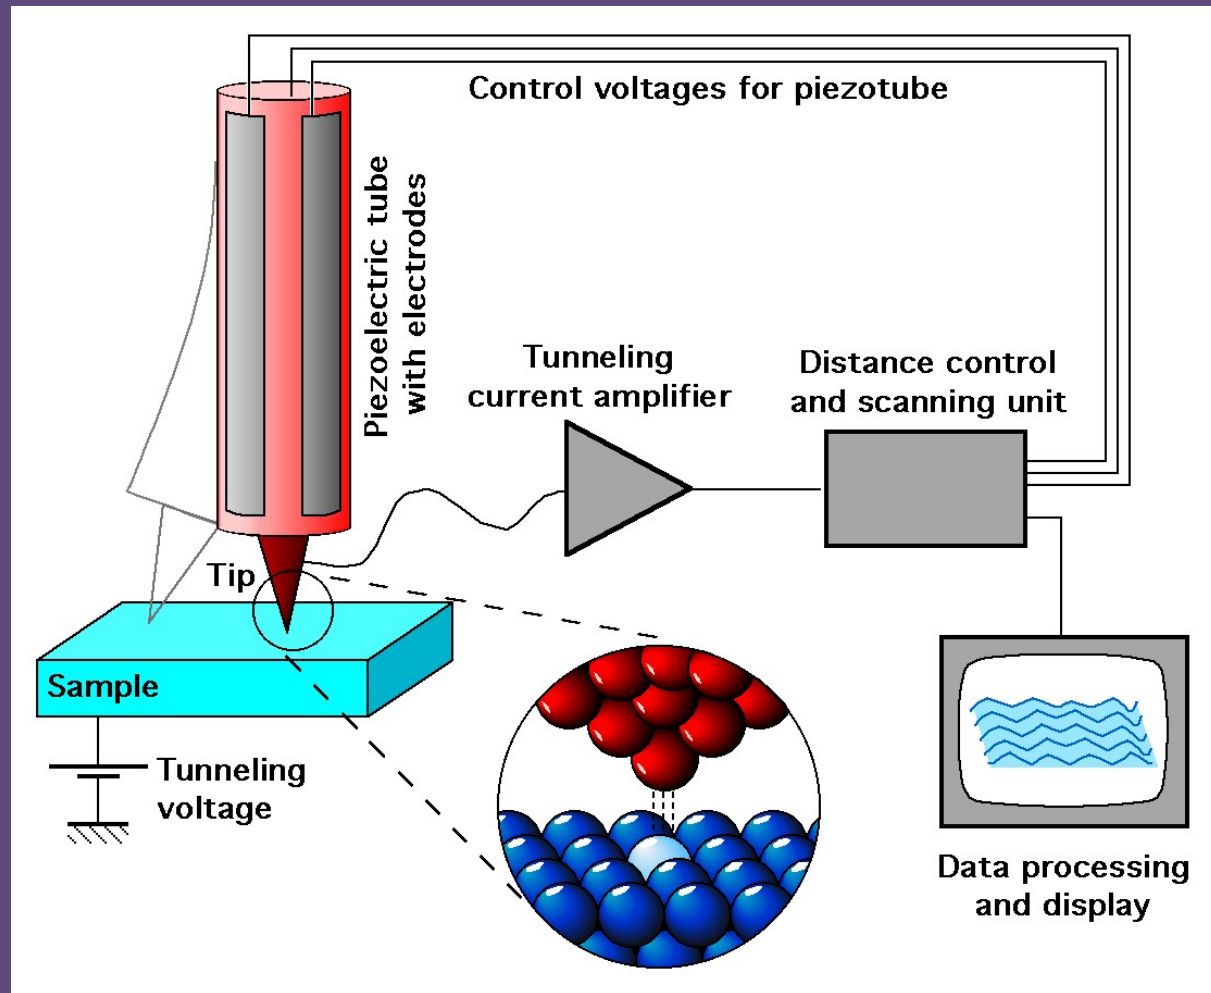 Control voltages for piezotube
Piezoelectric tube
with electrodes
Tunneling
current amplifier
Distance control
and scanning unit
Tip
Sample
Tunneling
voltage
Data processing
and display